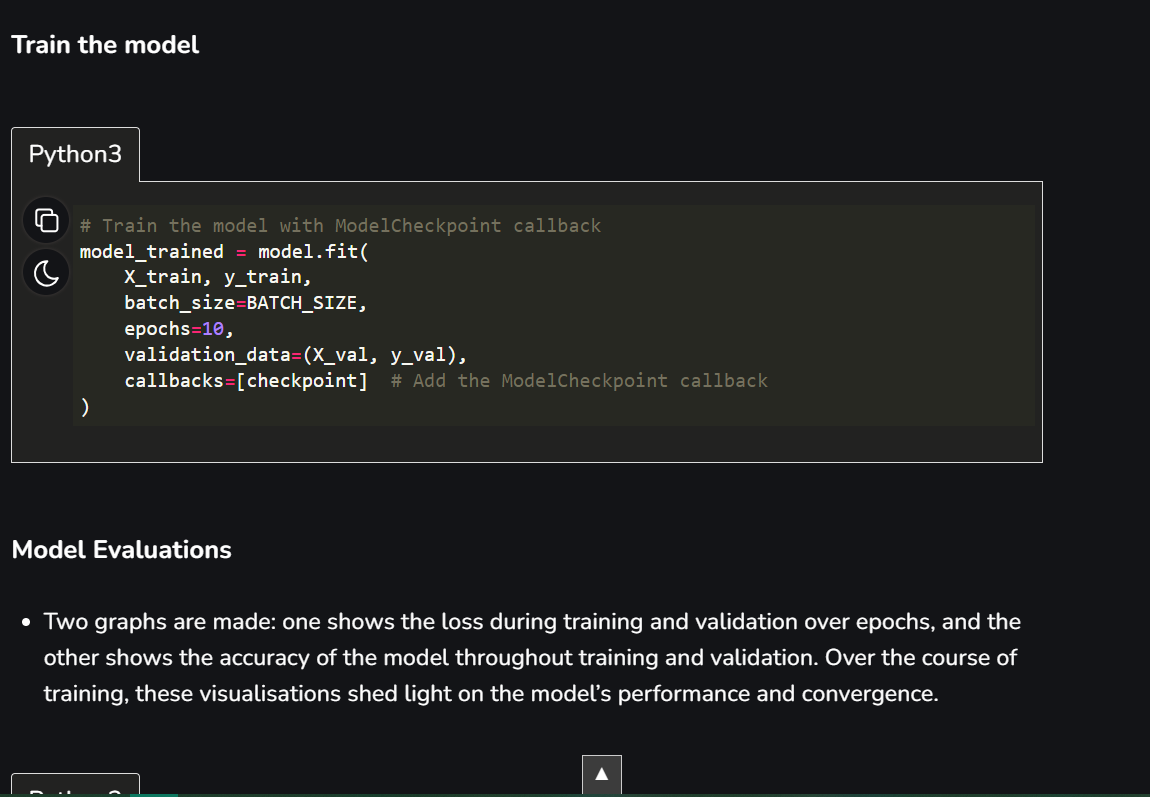 Train the model
Python3
# Train the model with ModelCheckpoint callback
model_trained = model.fit(
    X_train, y_train,
    batch_size=BATCH_SIZE,
    epochs=10,
    validation_data=(X_val, y_val),
    callbacks=[checkpoint]  # Add the ModelCheckpoint callback
)
Model Evaluations
• Two graphs are made: one shows the loss during training and validation over epochs, and the
other shows the accuracy of the model throughout training and validation. Over the course of
training, these visualisations shed light on the model’s performance and convergence.